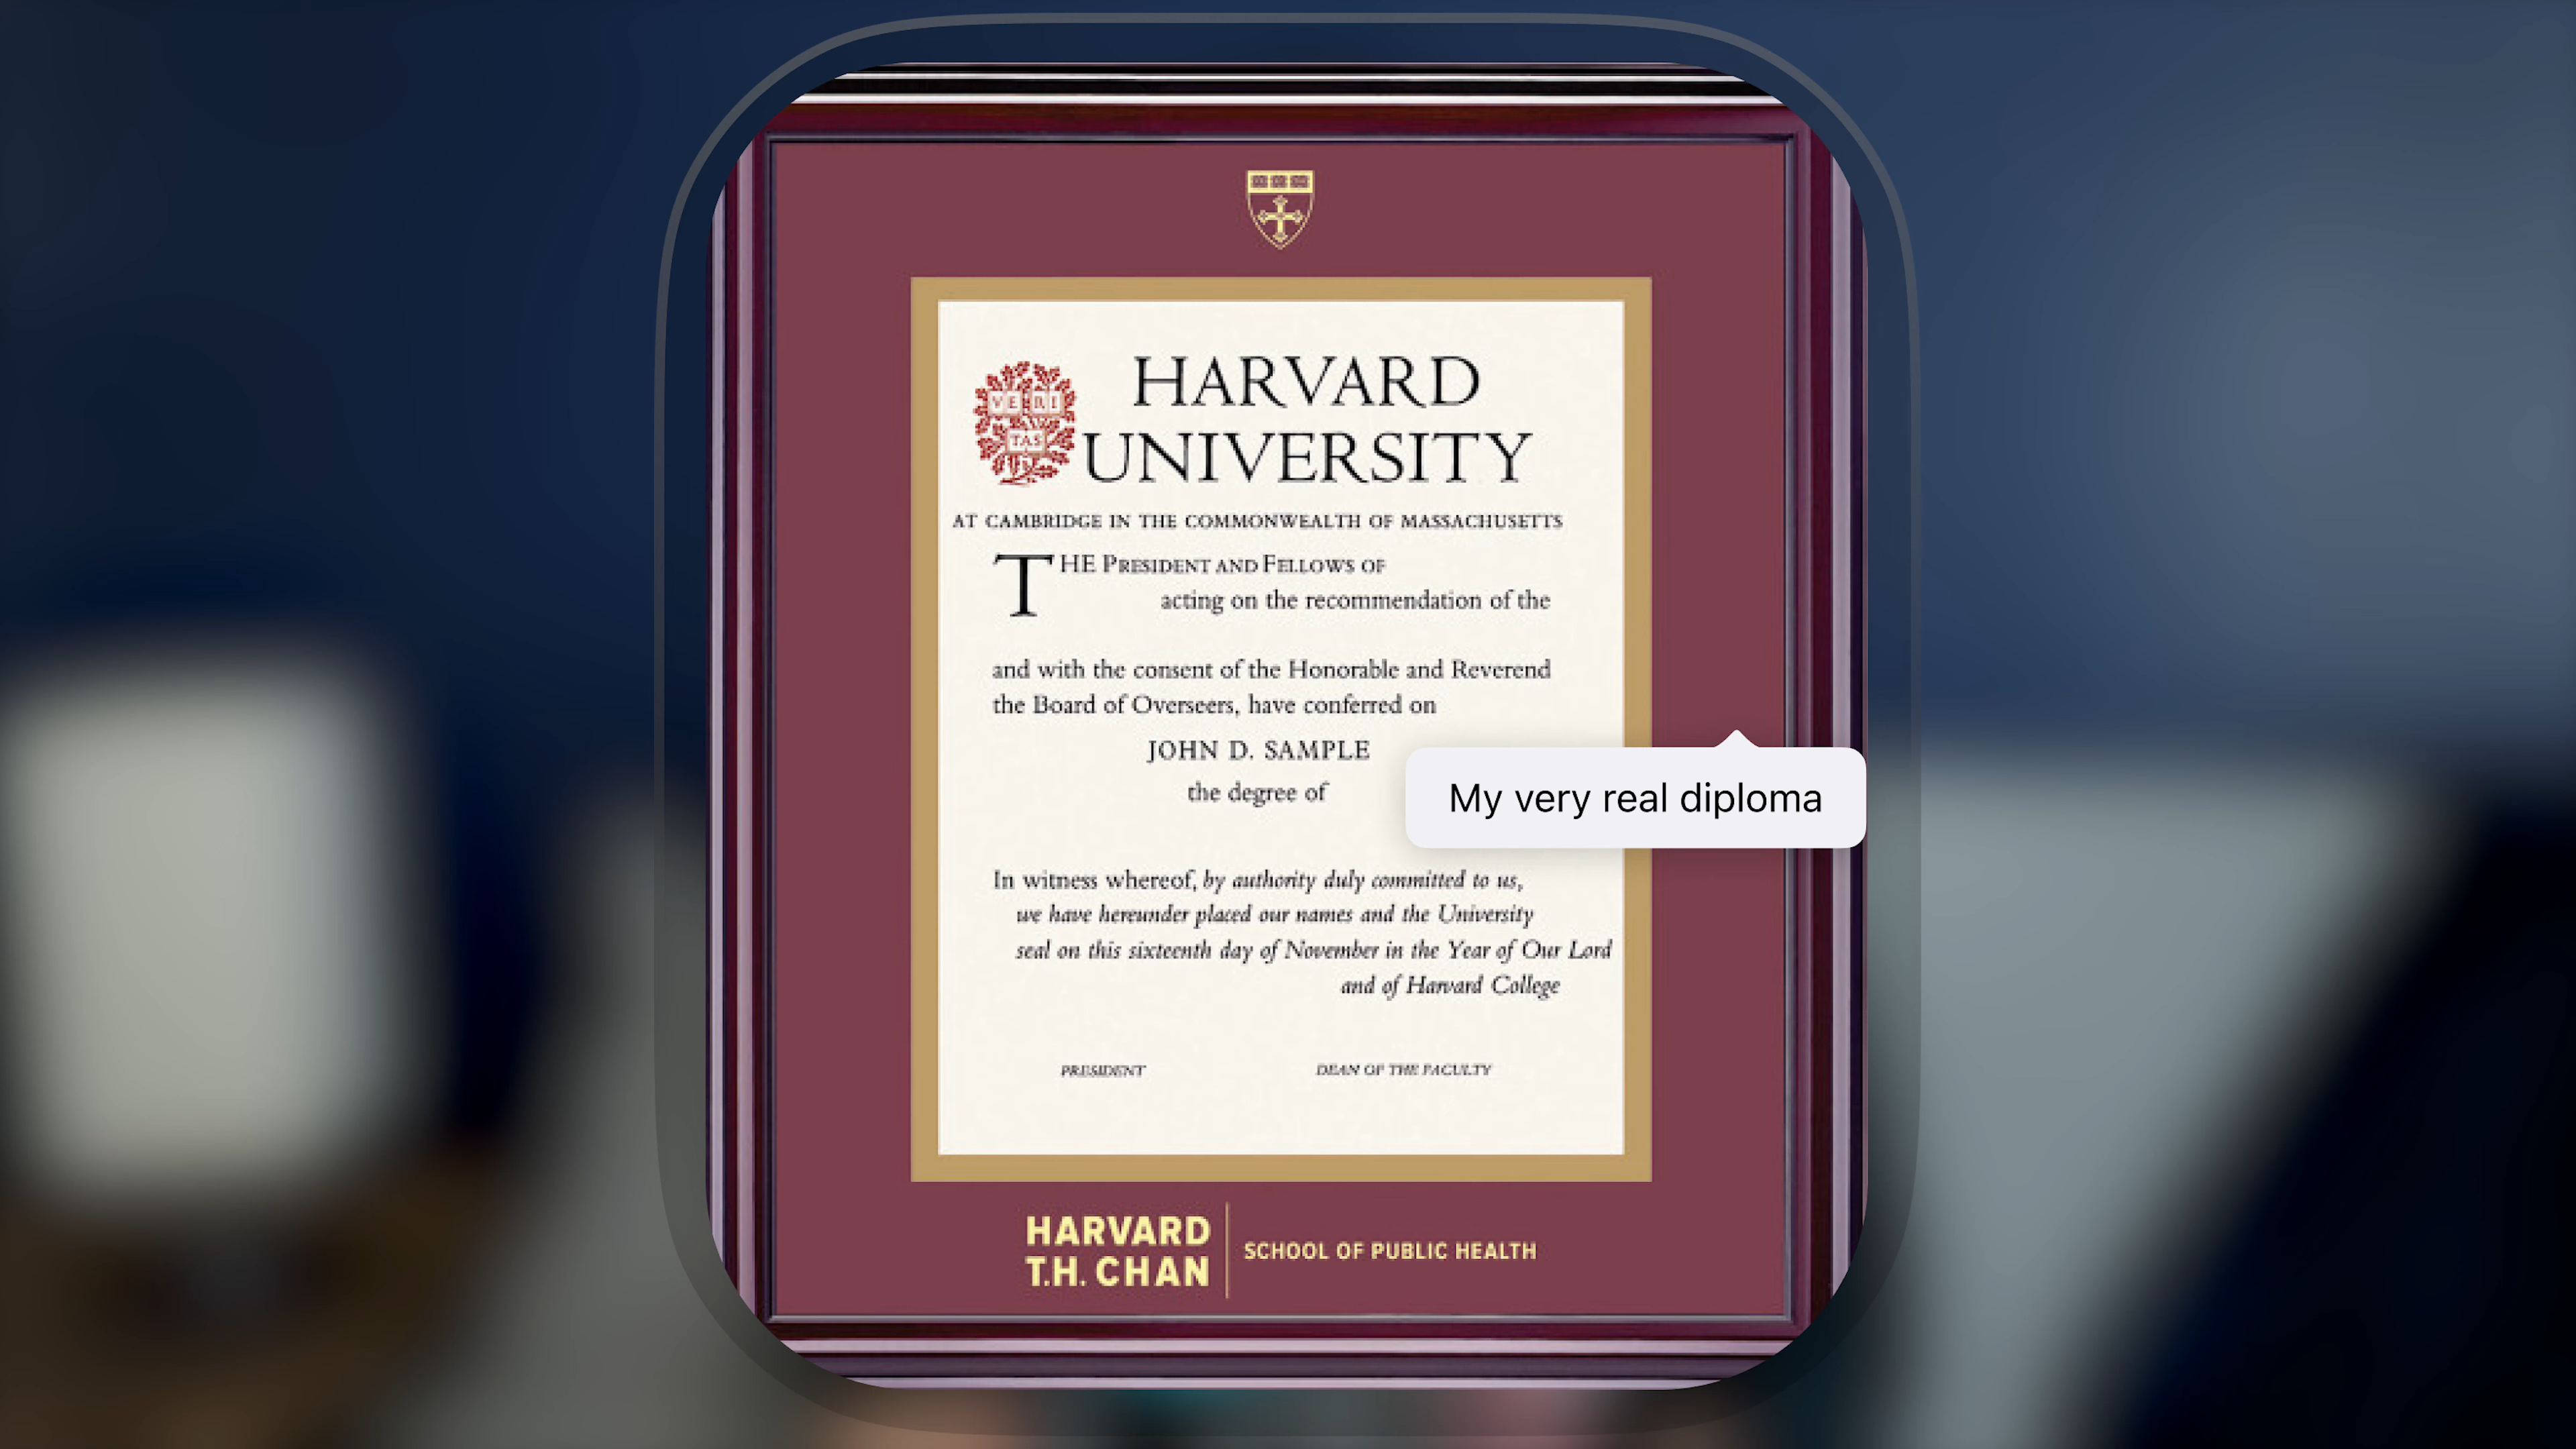 HARVARD
UNIVERSITY
VERITAS
AT CAMBRIDGE IN THE COMMONWEALTH OF MASSACHUSETTS
THE PRESIDENT AND FELLOWS OF
acting on the recommendation of the
and with the consent of the Honorable and Reverend
the Board of Overseers, have conferred on
JOHN D. SAMPLE
the degree of
My very real diploma
In witness whereof, by authority duly committed to us,
we have hereunder placed our names and the University
seal on this sixteenth day of November in the Year of Our Lord
and of Harvard College
PRESIDENT DEAN OF THE FACULTY
HARVARD
T.H. CHAN
SCHOOL OF PUBLIC HEALTH